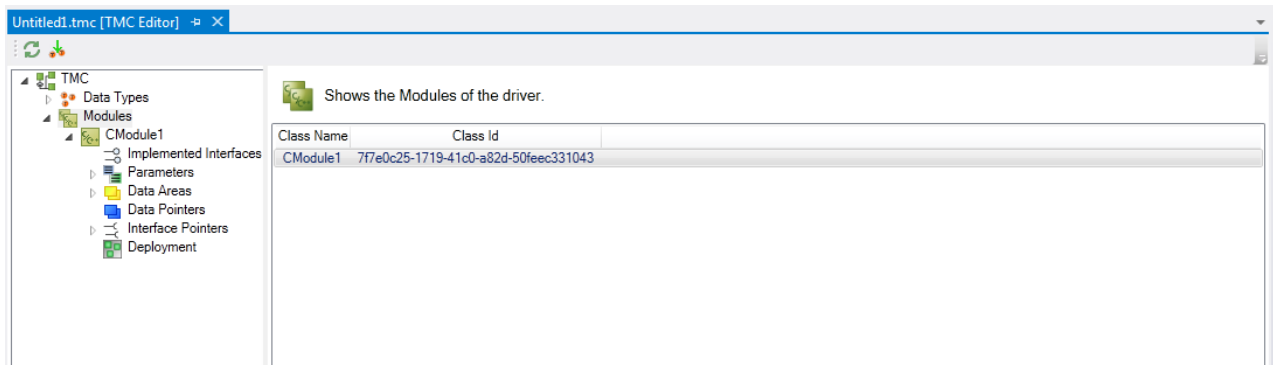 Untitled1.tmc [TMC Editor]
TMC
Data Types
Modules
CModule1
Implemented Interfaces
Parameters
Data Areas
Data Pointers
Interface Pointers
Deployment
Shows the Modules of the driver.
Class Name Class Id
CModule1 7f7e0c25-1719-41c0-a82d-50feec331043